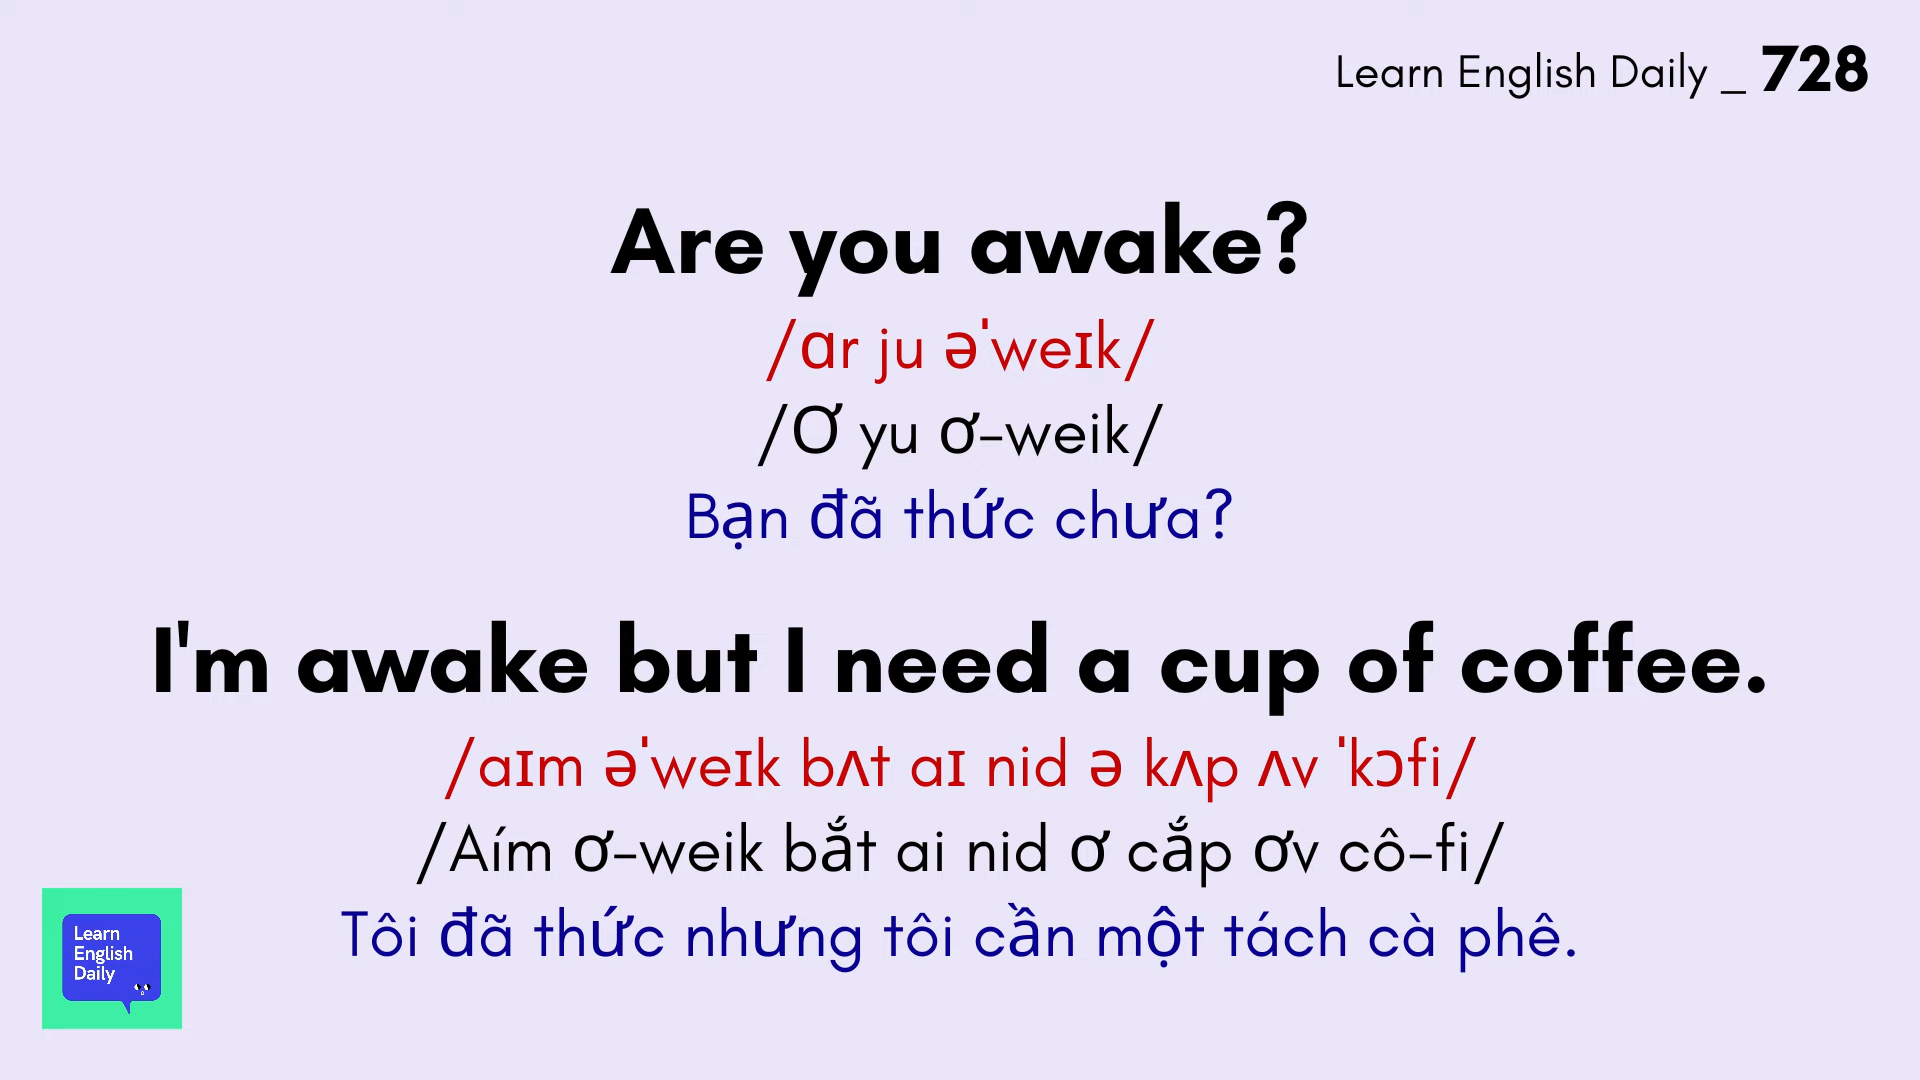 Learn English Daily _ 728
Are you awake?
/ɑr ju əˈweɪk/
/Ơ yu ơ-weik/
Bạn đã thức chưa?
I'm awake but I need a cup of coffee.
/aɪm əˈweɪk bʌt aɪ nid ə kʌp ʌv ˈkɔfi/
/Aím ơ-weik bắt ai nid ơ cắp ơv cô-fi/
Tôi đã thức nhưng tôi cần một tách cà phê.
Learn
English
Daily